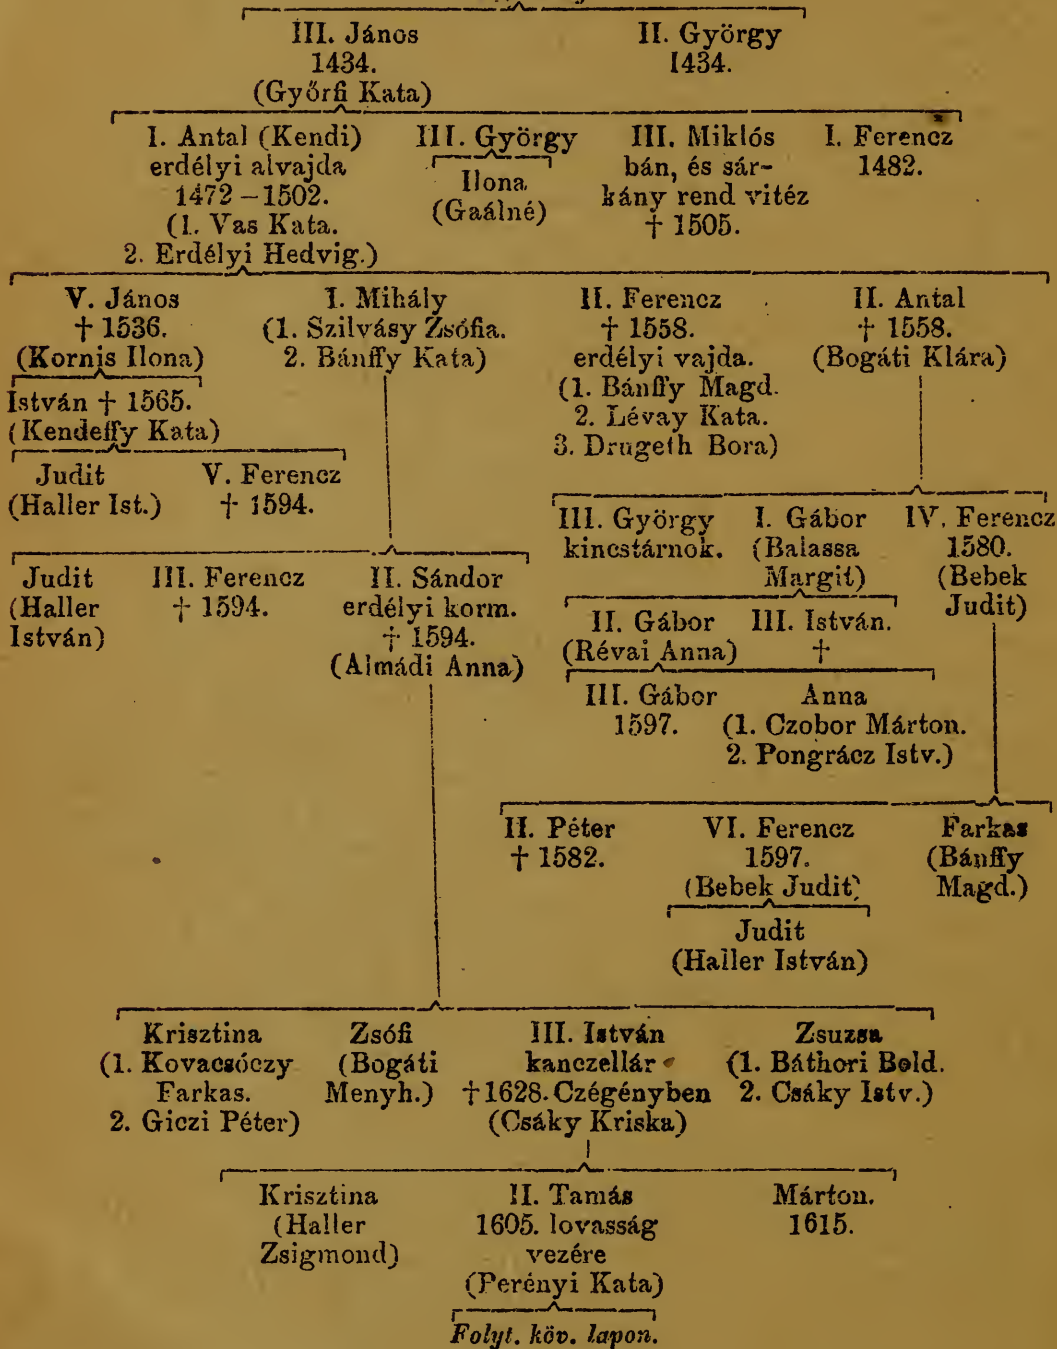 III. János II. György
1434. 1434.
(Győrfi Kata)
I. Antal (Kendi) III. György III. Miklós I. Ferencz
erdélyi alvajda Ilona bán, és sár- 1482.
1472–1502. (Gaálné) kány rend vitéz
(1. Vas Kata. † 1505.
2. Erdélyi Hedvig.)
V. János I. Mihály II. Ferencz II. Antal
† 1536. (1. Szilvásy Zsófia. † 1558. † 1558.
(Kornis Ilona) 2. Bánffy Kata) erdélyi vajda. (Bogáti Klára)
István † 1565. (1. Bánffy Magd.
(Kendeffy Kata) 2. Lévay Kata.
3. Drugeth Bora)
Judit V. Ferencz
(Haller Ist.) † 1594.
III. György I. Gábor IV. Ferencz
kincstárnok. (Balassa 1580.
Margit) (Bebek
Judit)
Judit III. Ferencz II. Sándor
(Haller † 1594. erdélyi korm.
István) † 1594.
(Almádi Anna)
II. Gábor III. István.
(Révai Anna) †
III. Gábor Anna
1597. (1. Czobor Márton.
2. Pongrácz Istv.)
II. Péter VI. Ferencz Farkas
† 1582. 1597. (Bánffy
(Bebek Judit) Magd.)
Judit
(Haller István)
Krisztina Zsófi III. István Zsuzsa
(1. Kovacsóczy (Bogáti kanczellár (1. Báthori Bold.
Farkas. Menyh.) †1628. Czégényben 2. Csáky Istv.)
2. Giczi Péter) (Csáky Kriska)
Krisztina II. Tamás Márton.
(Haller 1605. lovasság 1615.
Zsigmond) vezére
(Perényi Kata)
Folyt. köv. lapon.